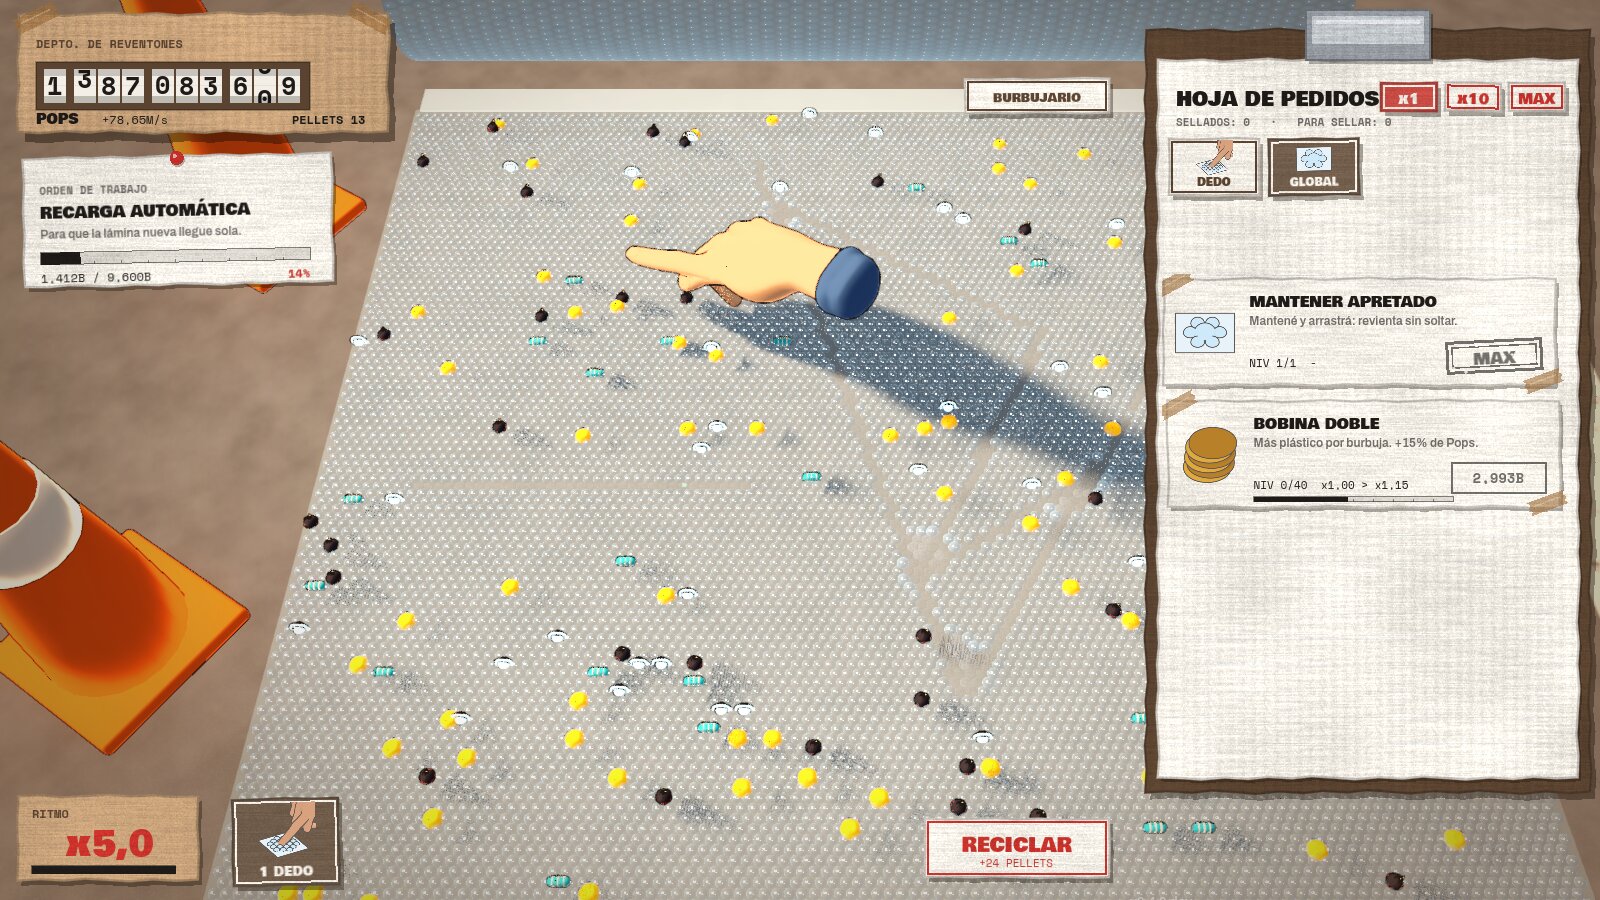 DEPTO. DE REVENTONES
POPS +78,65M/s PELLETS 13
ORDEN DE TRABAJO
RECARGA AUTOMÁTICA
Para que la lámina nueva llegue sola.
1,412B / 9,600B 14%
BURBUJARIO
HOJA DE PEDIDOS x1 x10 MAX
SELLADOS: 0 · PARA SELLAR: 0
DEDO GLOBAL
MANTENER APRETADO
Mantené y arrastrá: revienta sin soltar.
NIV 1/1 -
MAX
BOBINA DOBLE
Más plástico por burbuja. +15% de Pops.
NIV 0/40 x1,00 > x1,15
2,993B
RITMO
x5,0
1 DEDO
RECICLAR
+24 PELLETS